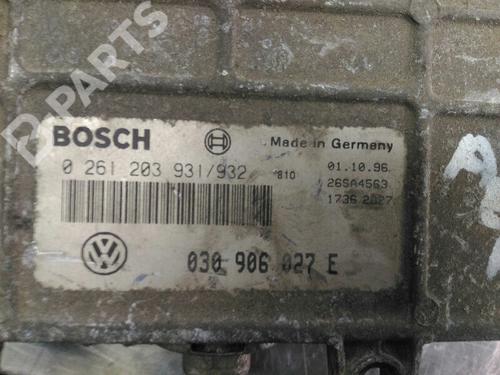 B PARTS
BOSCH
Made in Germany
0 261 203 931/932
810
01.10.96
26SA4563
1736 2027
VW
030 906 027 E